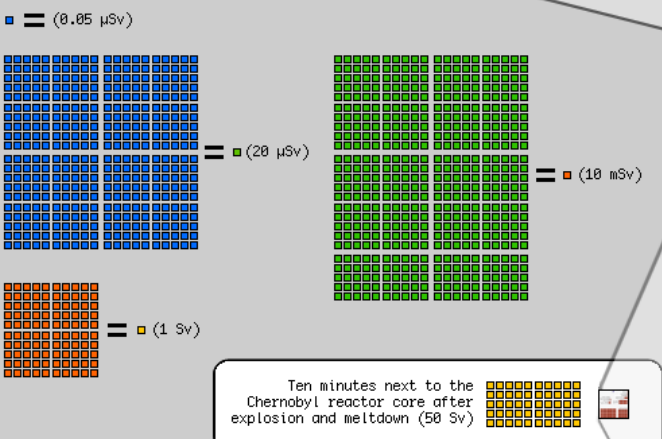 = (0.05 µSv)
= (20 µSv)
= (10 mSv)
= (1 Sv)
Ten minutes next to the
Chernobyl reactor core after
explosion and meltdown (50 Sv)